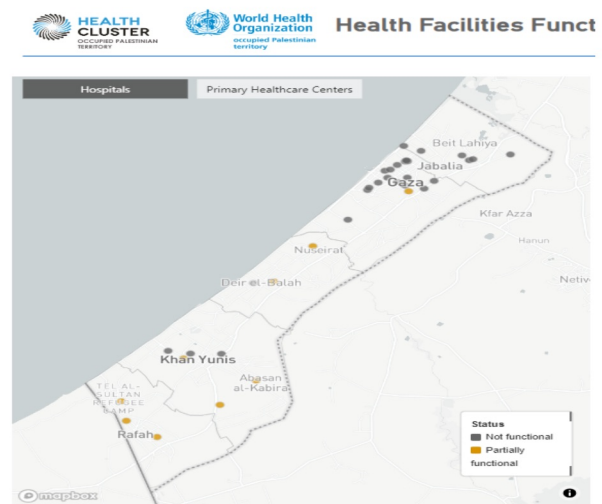 HEALTH
CLUSTER
OCCUPIED PALESTINIAN
TERRITORY
World Health
Organization
occupied Palestinian
territory
Health Facilities Funct
Hospitals
Primary Healthcare Centers
Beit Lahiya
Jabalia
Gaza
Kfar Azza
Hanun
Nuseirat
Netiv-
Deir el-Balah
Khan Yunis
Abasan
al-Kabira
TEL AL-
SULTAN
REFUGEE
CAMP
Rafah
Status
Not functional
Partially
functional
mapbox